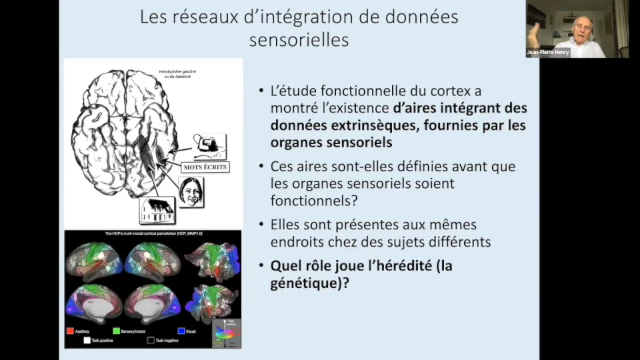 Les réseaux d'intégration de données
sensorielles
Jean-Pierre Henry
Hémisphère gauche
vu de dessous
MOTS ÉCRITS
• L'étude fonctionnelle du cortex a
montré l'existence d'aires intégrant des
données extrinsèques, fournies par les
organes sensoriels
• Ces aires sont-elles définies avant que
les organes sensoriels soient
fonctionnels?
• Elles sont présentes aux mêmes
endroits chez des sujets différents
• Quel rôle joue l'hérédité (la
génétique)?
The HCP's multi-modal cortical parcellation (HCP_MMP1.0)
Auditory Sensory/motor Visual
Task positive Task negative